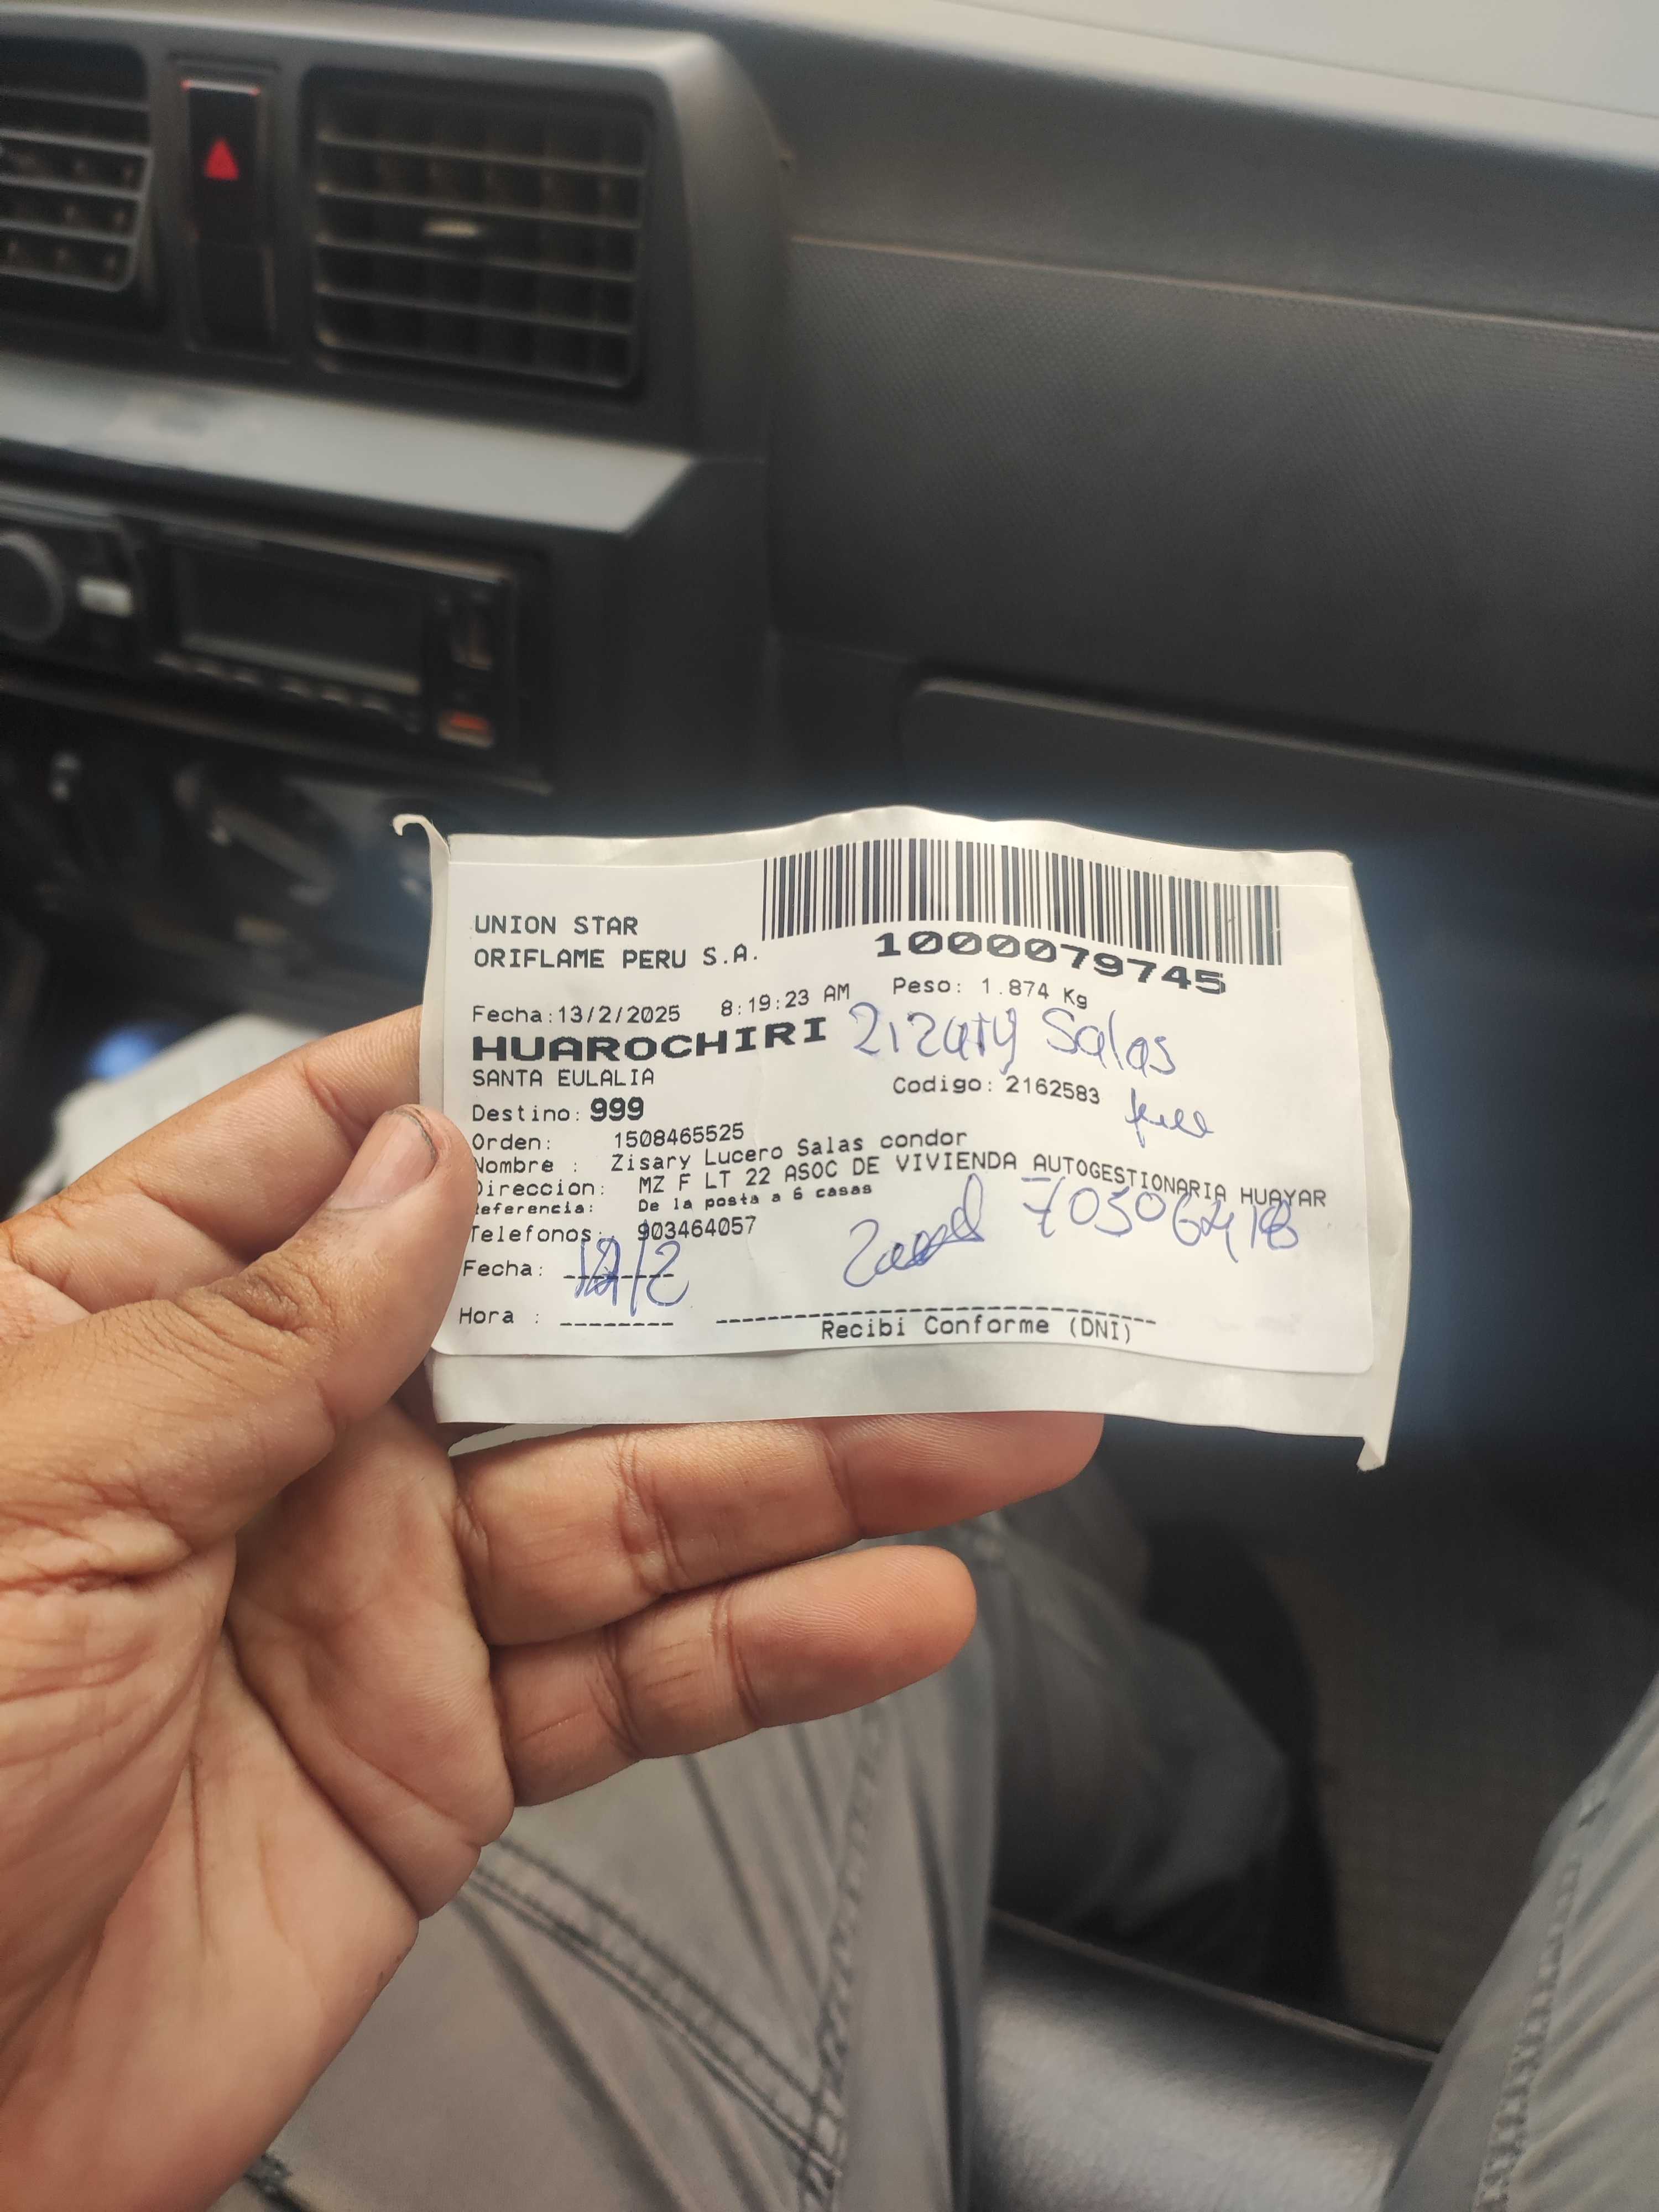 UNION STAR
ORIFLAME PERU S.A.
1000079745
Fecha:13/2/2025 8:19:23 AM Peso: 1.874 Kg
HUAROCHIRI Zizary Salas
SANTA EULALIA
Codigo: 2162583
Destino: 999
Orden: 1508465525
Nombre : Zisary Lucero Salas condor
Direccion: MZ F LT 22 ASOC DE VIVIENDA AUTOGESTIONARIA HUAYAR
Referencia: De la posta a 6 casas
Telefonos: 903464057
Fecha:
Hora :
Recibi Conforme (DNI)